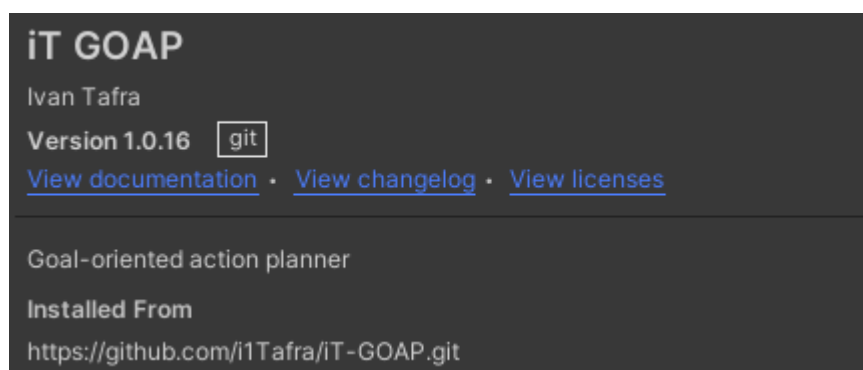 iT GOAP
Ivan Tafra
Version 1.0.16 git
View documentation • View changelog • View licenses
Goal-oriented action planner
Installed From
https://github.com/i1Tafra/iT-GOAP.git